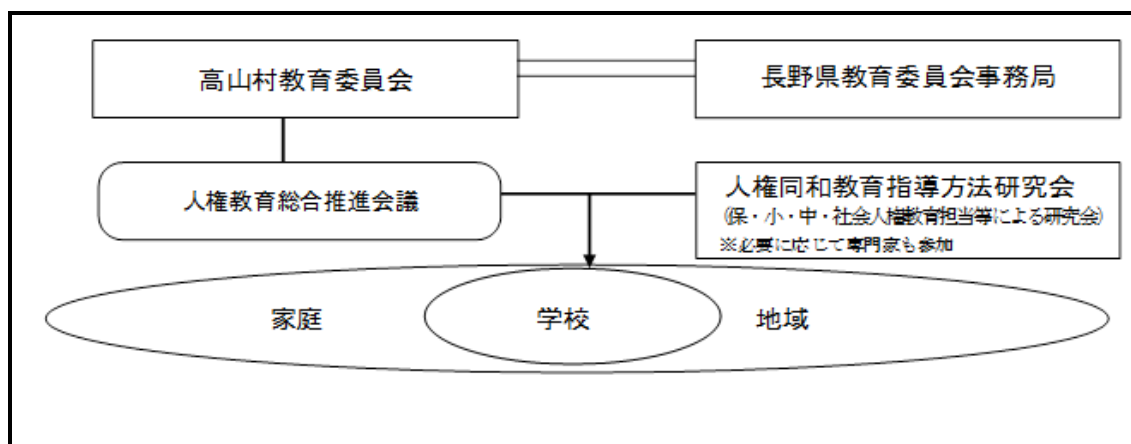 高山村教育委員会
長野県教育委員会事務局
人権教育総合推進会議
人権同和教育指導方法研究会
(保・小・中・社会人権教育担当等による研究会)
※必要に応じて専門家も参加
家庭
学校
地域